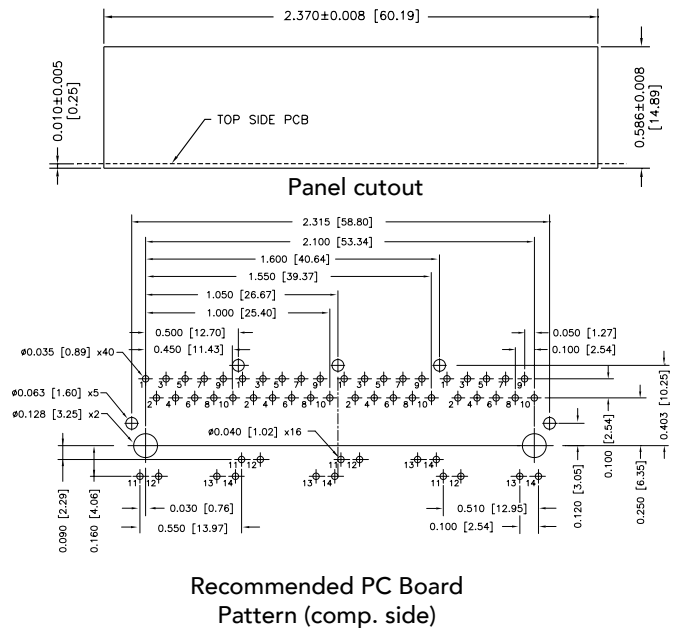 2.370±0.008 [60.19]
0.010±0.005
[0.25]
0.586±0.008
[14.89]
TOP SIDE PCB
Panel cutout
2.315 [58.80]
2.100 [53.34]
1.600 [40.64]
1.550 [39.37]
1.050 [26.67]
1.000 [25.40]
0.500 [12.70]
0.050 [1.27]
0.450 [11.43]
0.100 [2.54]
ø0.035 [0.89] x40
1 3 5 7 9 1 3 5 7 9 1 3 5 7 9 1 3 5 7 9
2 4 6 8 10 2 4 6 8 10 2 4 6 8 10 2 4 6 8 10
ø0.063 [1.60] x5
ø0.128 [3.25] x2
ø0.040 [1.02] x16
0.403 [10.25]
0.100 [2.54]
11 12 11 12 13 14
11 12 13 14 13 14 11 12 13 14
0.090 [2.29]
0.160 [4.06]
0.030 [0.76]
0.550 [13.97]
0.510 [12.95]
0.100 [2.54]
0.120 [3.05]
0.250 [6.35]
Recommended PC Board
Pattern (comp. side)